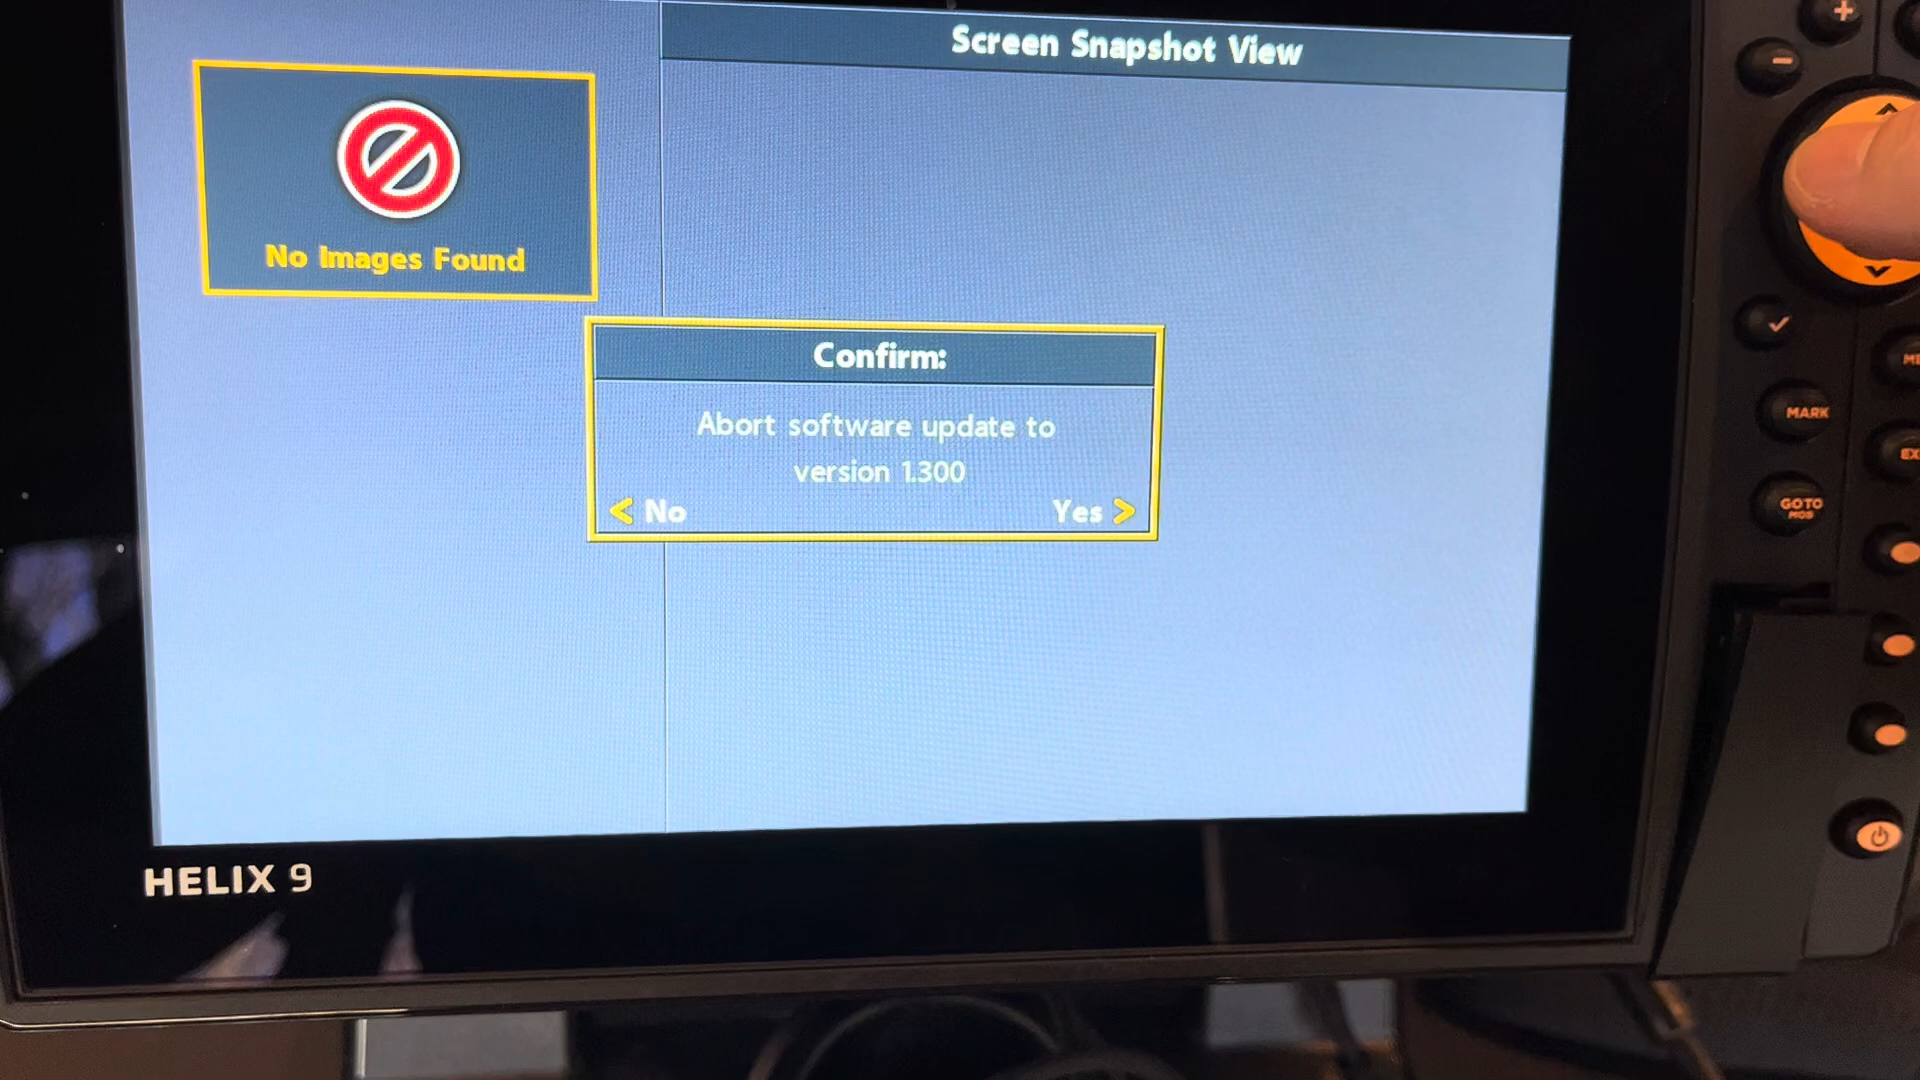 Screen Snapshot View
No Images Found
Confirm:
Abort software update to
version 1.300
< No
Yes >
MARK
GOTO
MOB
HELIX 9